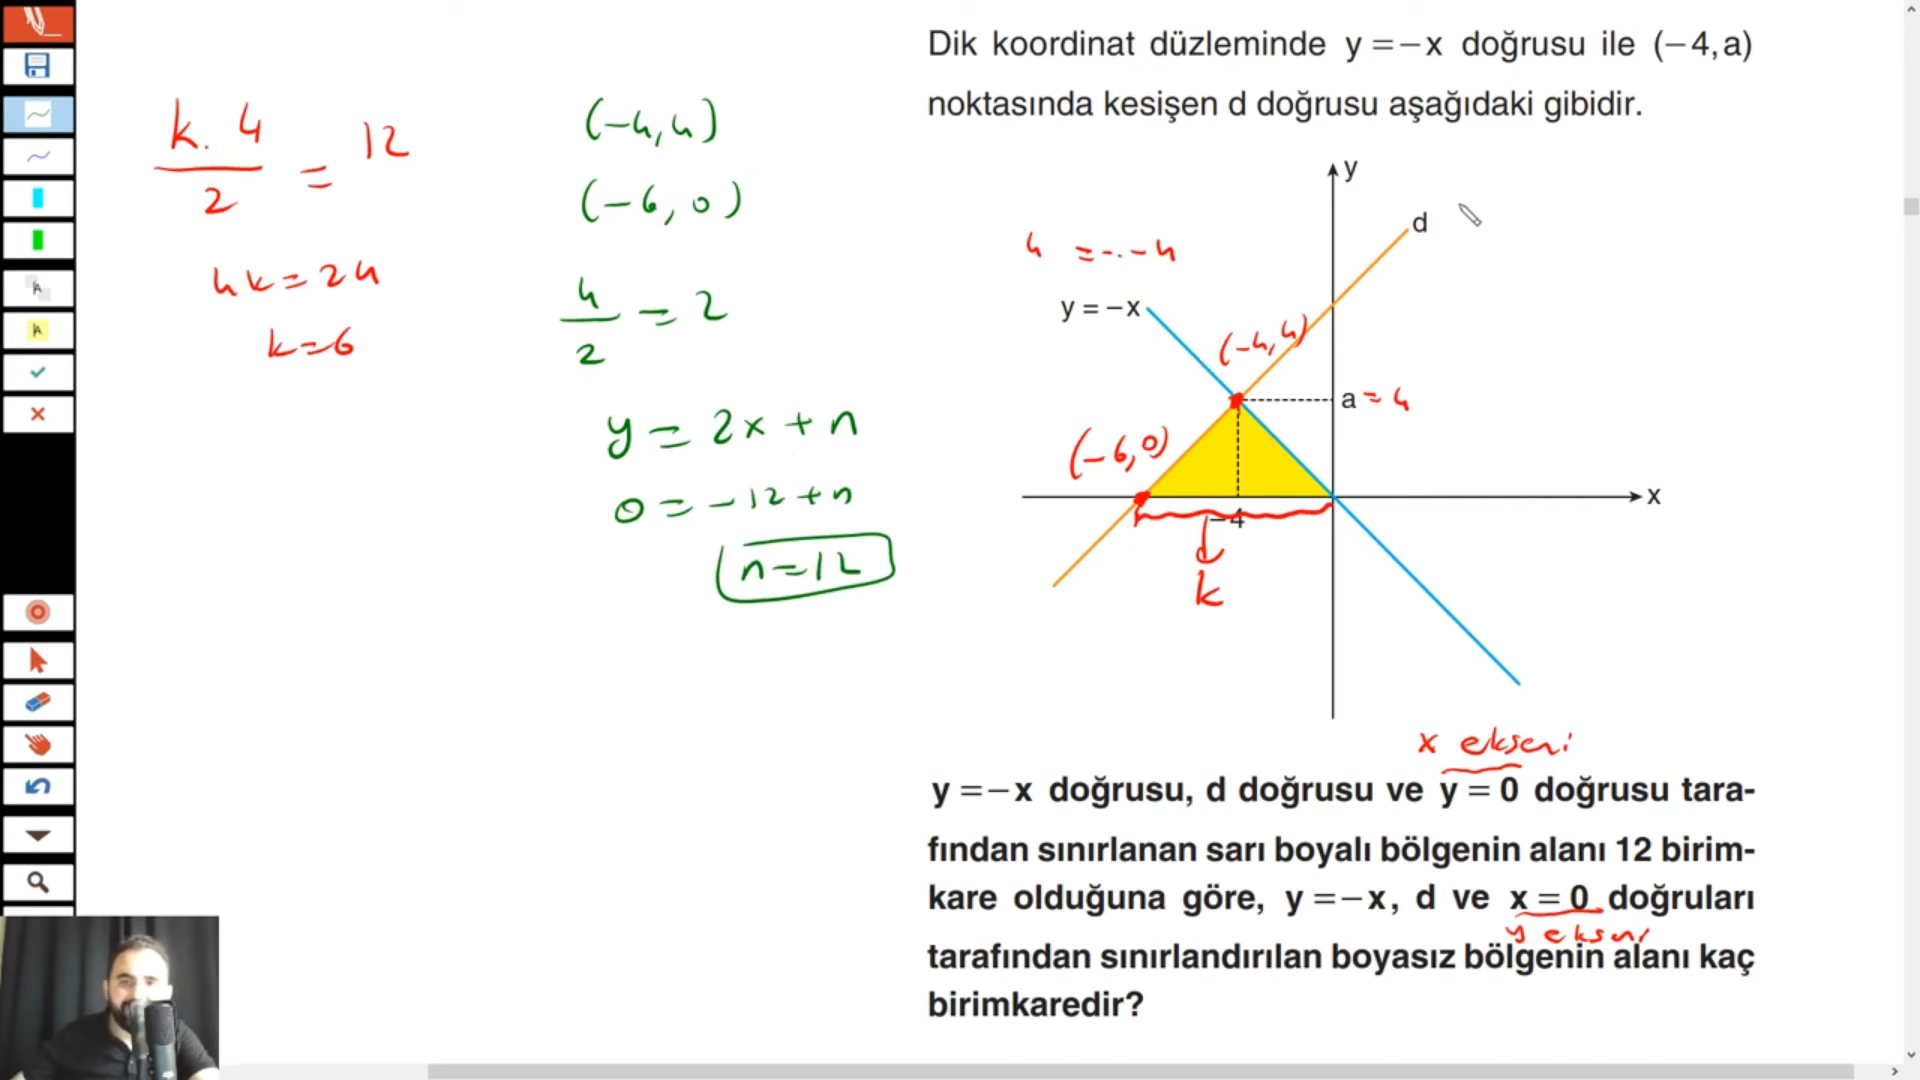 Dik koordinat düzleminde y = −x doğrusu ile (−4, a)
noktasında kesişen d doğrusu aşağıdaki gibidir.
k. 4 / 2 = 12
4k = 24
k = 6
(-4,4)
(-6,0)
4/2 = 2
y = 2x + n
0 = -12 + n
n = 12
y
d
4 = -.-4
y = −x
(-4,4)
a = 4
(-6,0)
x
−4
k
x ekseni
y = −x doğrusu, d doğrusu ve y = 0 doğrusu tara-
fından sınırlanan sarı boyalı bölgenin alanı 12 birim-
kare olduğuna göre, y = −x, d ve x = 0 doğruları
y ekseni
tarafından sınırlandırılan boyasız bölgenin alanı kaç
birimkaredir?